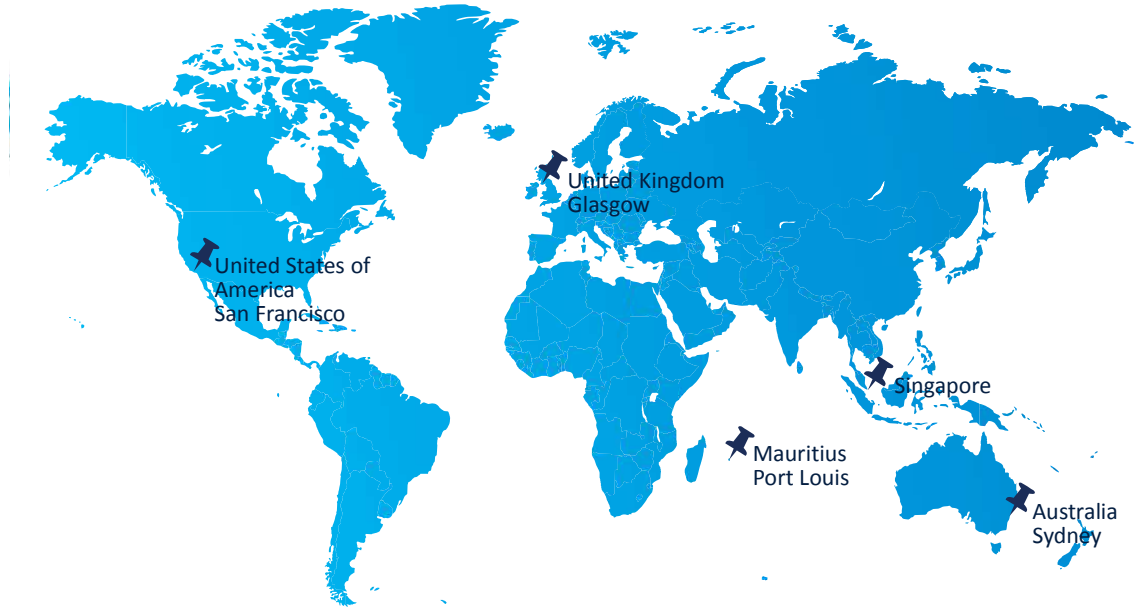 United Kingdom
Glasgow
United States of
America
San Francisco
Singapore
Mauritius
Port Louis
Australia
Sydney